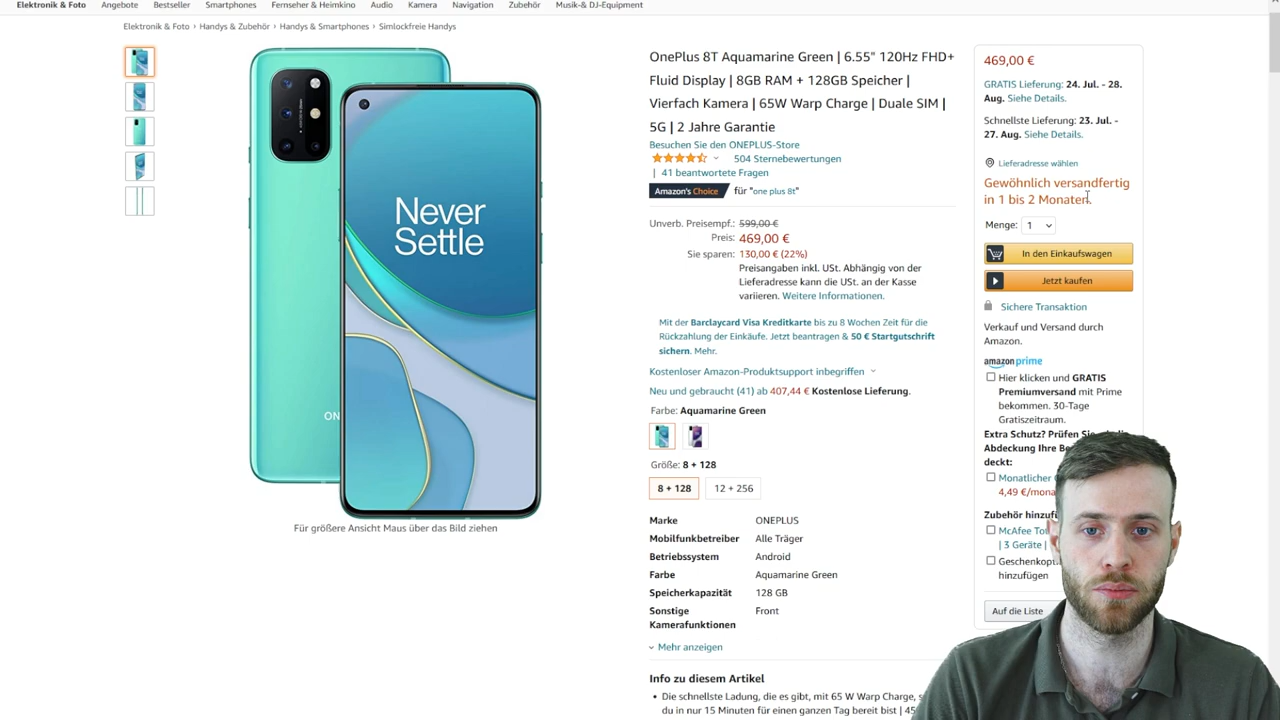 Elektronik & Foto Angebote Bestseller Smartphones Fernseher & Heimkino Audio Kamera Navigation Zubehör Musik-& DJ-Equipment
Elektronik & Foto › Handys & Zubehör › Handys & Smartphones › Simlockfreie Handys
Never
Settle
ON
Für größere Ansicht Maus über das Bild ziehen
OnePlus 8T Aquamarine Green | 6.55" 120Hz FHD+
Fluid Display | 8GB RAM + 128GB Speicher |
Vierfach Kamera | 65W Warp Charge | Duale SIM |
5G | 2 Jahre Garantie
Besuchen Sie den ONEPLUS-Store
504 Sternebewertungen
| 41 beantwortete Fragen
Amazon's Choice für "one plus 8t"
Unverb. Preisempf.: 599,00 €
Preis: 469,00 €
Sie sparen: 130,00 € (22%)
Preisangaben inkl. USt. Abhängig von der
Lieferadresse kann die USt. an der Kasse
variieren. Weitere Informationen.
Mit der Barclaycard Visa Kreditkarte bis zu 8 Wochen Zeit für die
Rückzahlung der Einkäufe. Jetzt beantragen & 50 € Startgutschrift
sichern. Mehr.
Kostenloser Amazon-Produktsupport inbegriffen
Neu und gebraucht (41) ab 407,44 € Kostenlose Lieferung.
Farbe: Aquamarine Green
Größe: 8 + 128
8 + 128 12 + 256
Marke ONEPLUS
Mobilfunkbetreiber Alle Träger
Betriebssystem Android
Farbe Aquamarine Green
Speicherkapazität 128 GB
Sonstige Front
Kamerafunktionen
Mehr anzeigen
Info zu diesem Artikel
• Die schnellste Ladung, die es gibt, mit 65 W Warp Charge, s
du in nur 15 Minuten für einen ganzen Tag bereit bist | 45
469,00 €
GRATIS Lieferung: 24. Jul. - 28.
Aug. Siehe Details.
Schnellste Lieferung: 23. Jul. -
27. Aug. Siehe Details.
Lieferadresse wählen
Gewöhnlich versandfertig
in 1 bis 2 Monaten.
Menge: 1
In den Einkaufswagen
Jetzt kaufen
Sichere Transaktion
Verkauf und Versand durch
Amazon.
amazon prime
Hier klicken und GRATIS
Premiumversand mit Prime
bekommen. 30-Tage
Gratiszeitraum.
Extra Schutz? Prüfen
Abdeckung Ihre Be
deckt:
Monatlicher
4,49 €/mona
Zubehör hinzufü
McAfee To
| 3 Geräte |
Geschenkop
hinzufügen
Auf die Liste